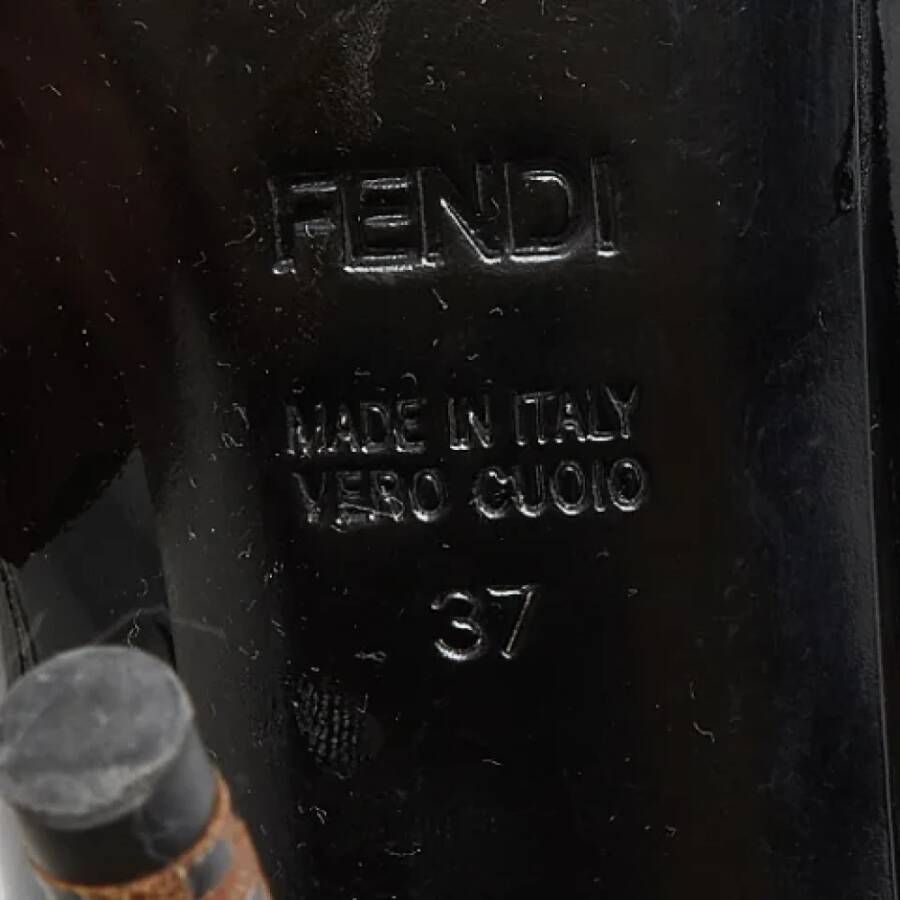 FENDI
MADE IN ITALY
VERO CUOIO
37